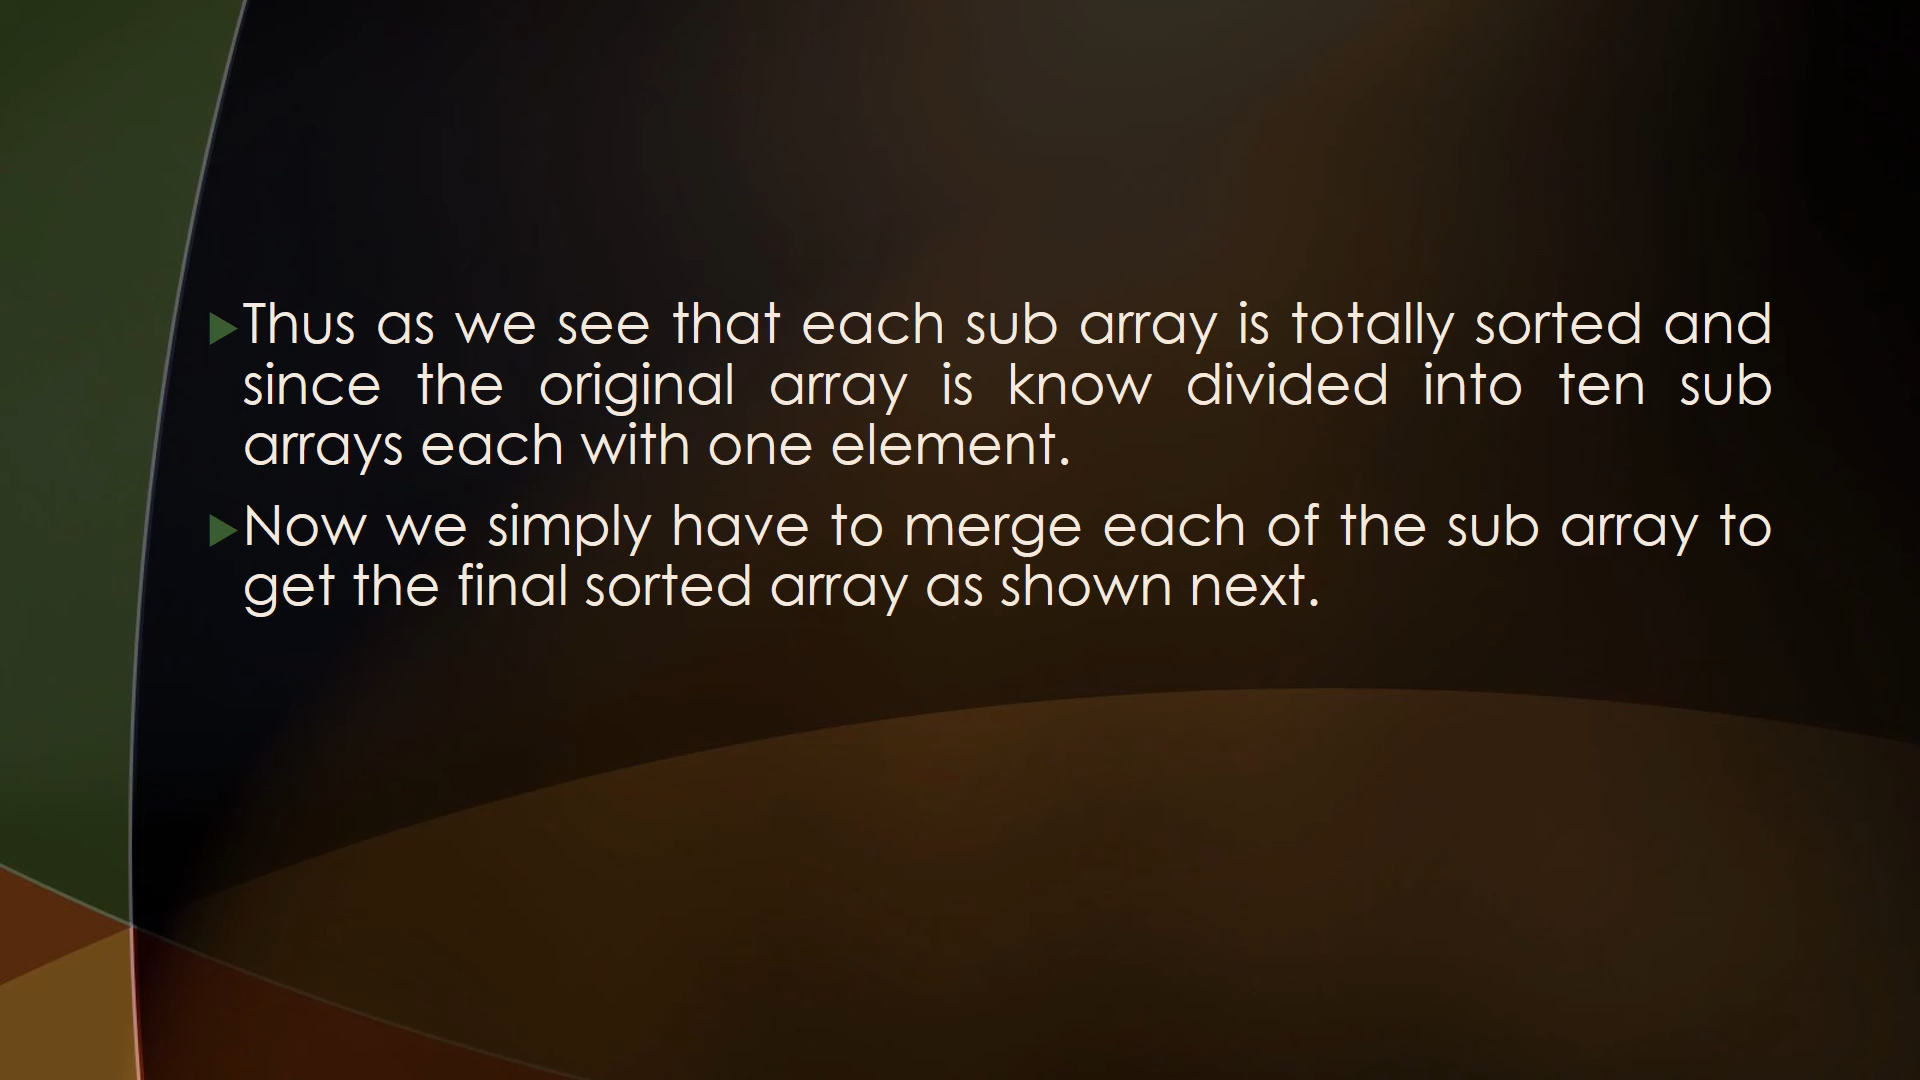 Thus as we see that each sub array is totally sorted and
since the original array is know divided into ten sub
arrays each with one element.
Now we simply have to merge each of the sub array to
get the final sorted array as shown next.